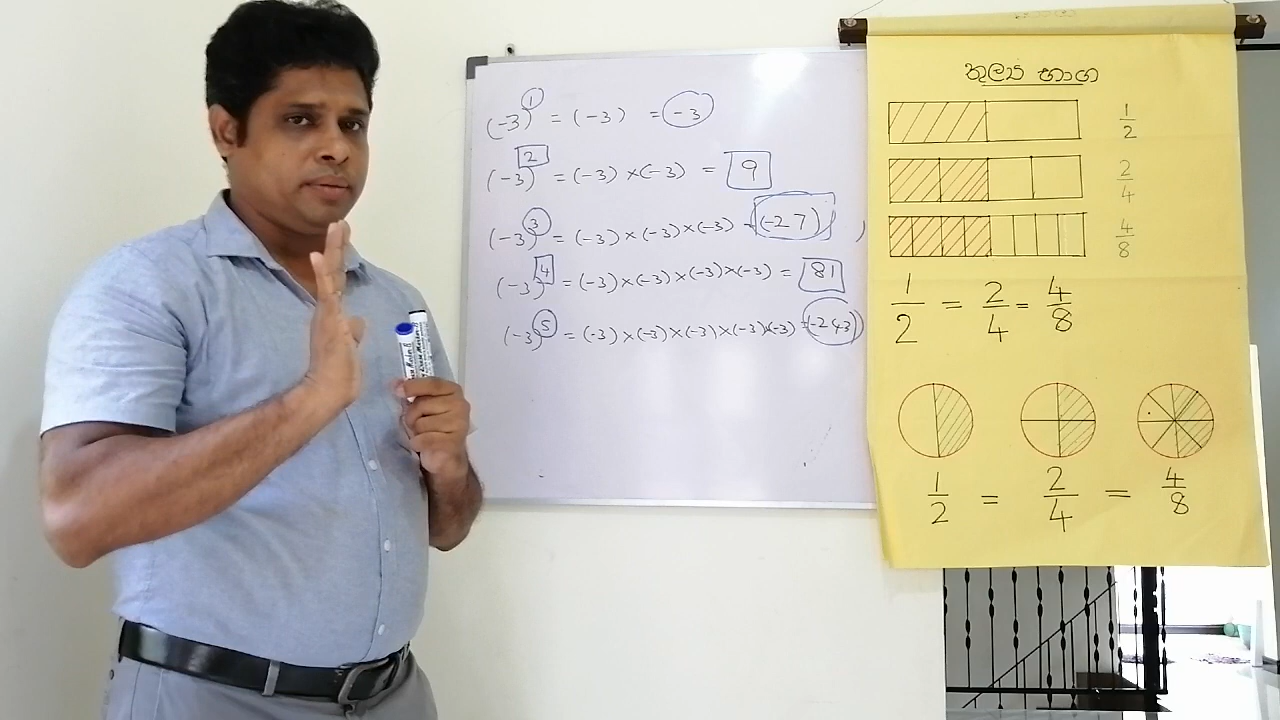 (-3)¹ = (-3) = -3
(-3)² = (-3) × (-3) = 9
(-3)³ = (-3) × (-3) × (-3) = (-27)
(-3)⁴ = (-3) × (-3) × (-3) × (-3) = 81
(-3)⁵ = (-3) × (-3) × (-3) × (-3) × (-3) = (-243)
තුල්‍ය භාග
1/2
2/4
4/8
1/2 = 2/4 = 4/8
1/2 = 2/4 = 4/8